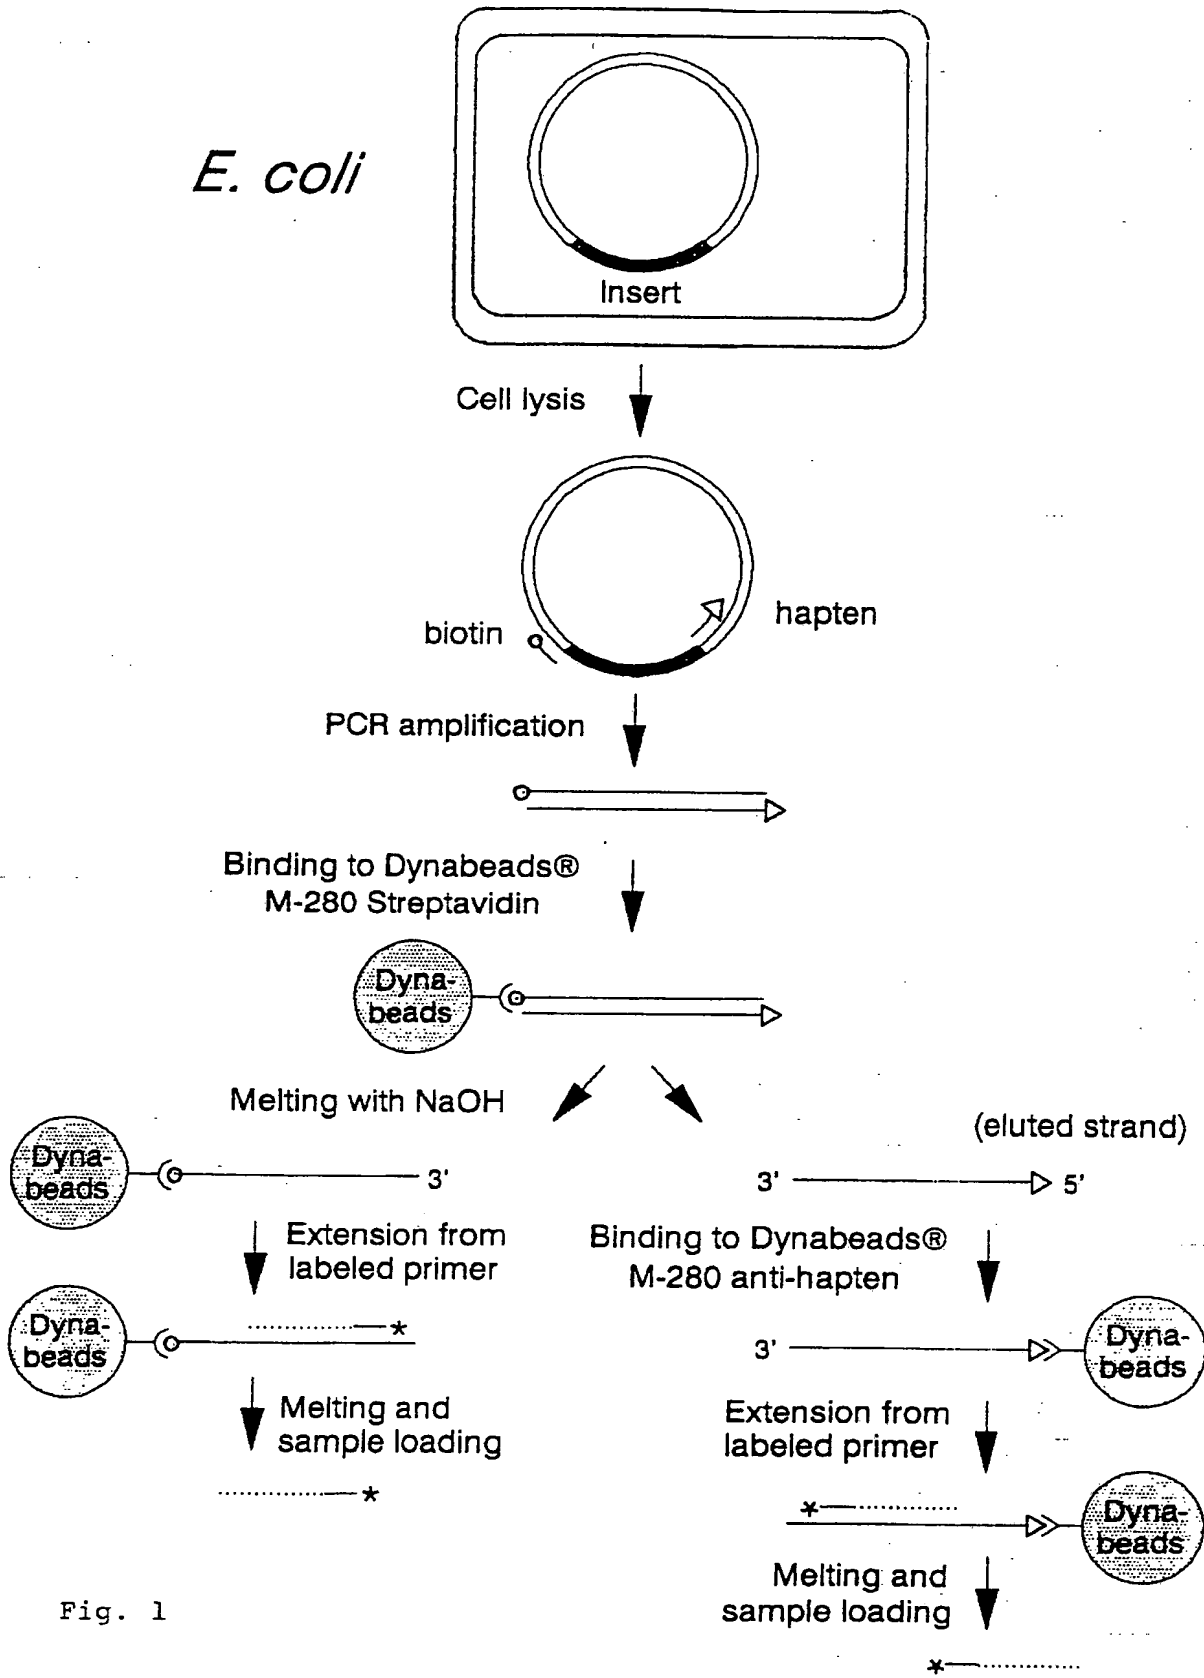 E. coli
Insert
Cell lysis
biotin
hapten
PCR amplification
Binding to Dynabeads®
M-280 Streptavidin
Dyna-
beads
Melting with NaOH
(eluted strand)
Dyna-
beads
3'
3'
5'
Extension from
labeled primer
Binding to Dynabeads®
M-280 anti-hapten
Dyna-
beads
*
3'
Dyna-
beads
Melting and
sample loading
*
Extension from
labeled primer
*
Dyna-
beads
Melting and
sample loading
*
Fig. 1